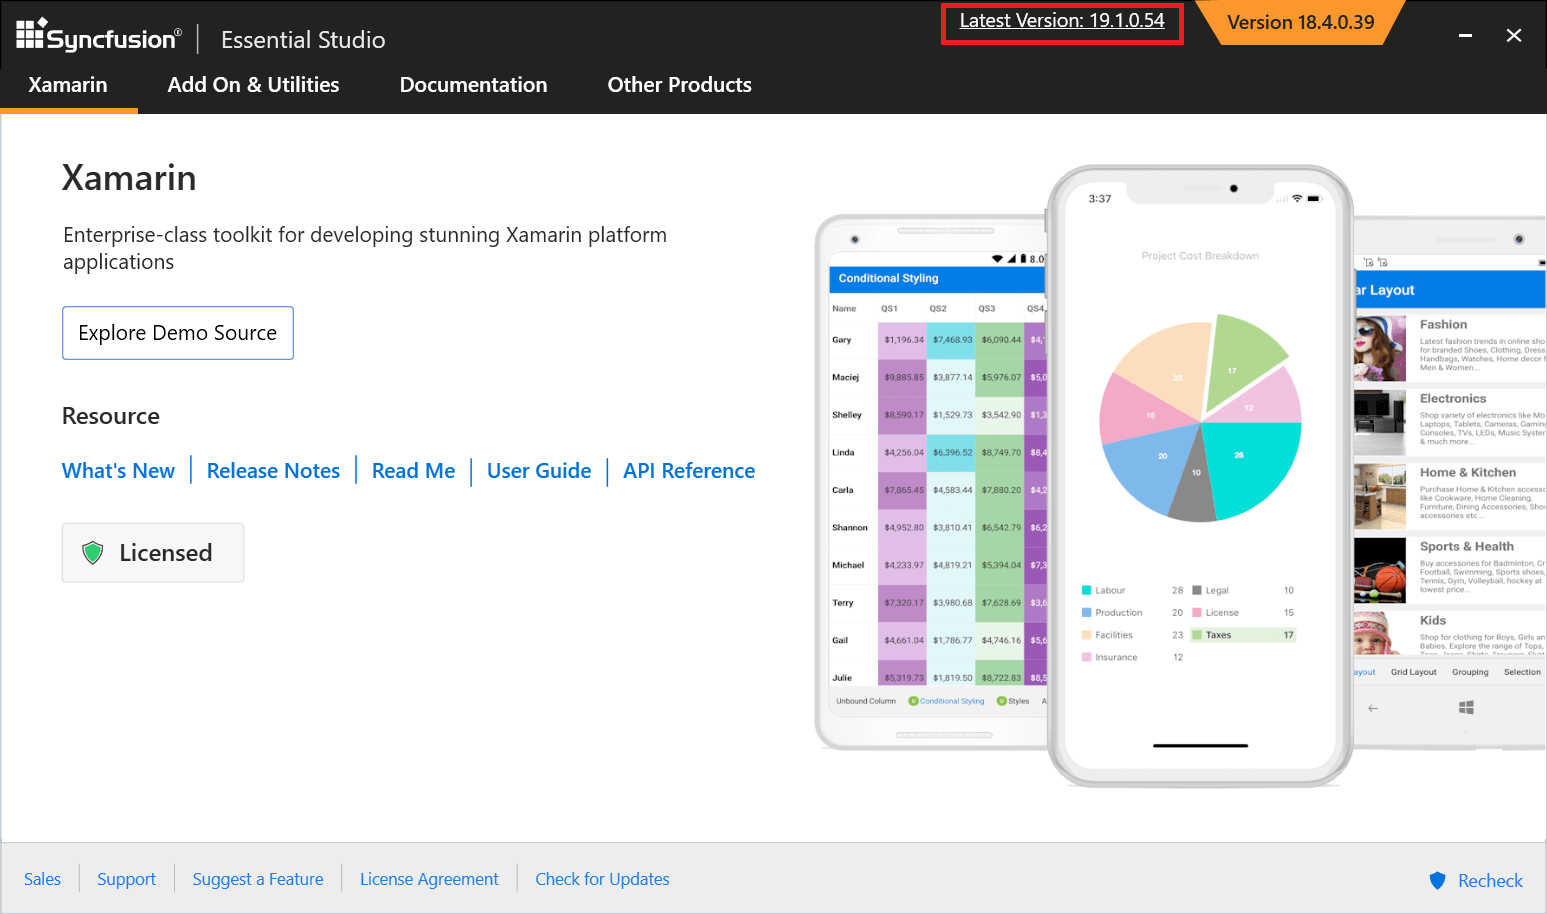 Syncfusion® | Essential Studio
Latest Version: 19.1.0.54
Version 18.4.0.39
Xamarin Add On & Utilities Documentation Other Products
Xamarin
Enterprise-class toolkit for developing stunning Xamarin platform
applications
Explore Demo Source
Resource
What's New | Release Notes | Read Me | User Guide | API Reference
Licensed
8.0
Conditional Styling
Name QS1 QS2 QS3 QS4
Gary $1,196.34 $7,468.93 $6,090.44
Maciej $9,885.85 $3,877.14 $5,976.07 $5,0
Shelley $8,590.17 $1,529.73 $3,542.90 $1,3
Linda $4,256.04 $6,396.52 $8,749.70 $8,4
Carla $7,865.45 $4,583.44 $7,880.20 $4,2
Shannon $4,952.80 $3,810.41 $6,542.79 $6,2
Michael $4,233.97 $4,819.21 $5,394.04 $7,3
Terry $7,320.17 $3,980.68 $7,628.69 $3,6
Gail $4,661.04 $1,786.77 $4,746.16 $5,6
Julie $5,319.73 $1,819.50 $8,722.83 $8,5
Unbound Column U Conditional Styling U Styles A
3:37
Project Cost Breakdown
23
17
12
15
28
20
10
Labour 28 Legal 10
Production 20 License 15
Facilities 23 Taxes 17
Insurance 12
ar Layout
Fashion
Latest fashion trends in online sho
for branded Shoes, Clothing, Dress
Handbags, Watches, Home decor f
Men & Women...
Electronics
Shop variety of electronics like Mo
Laptops, Tablets, Cameras, Gaming
Consoles, TVs, LEDs, Music System
& much more...
Home & Kitchen
Purchase Home & Kitchen accesso
like Cookware, Home Cleaning,
Furniture, Dining Accessories, Sho
accessories etc ...
Sports & Health
Buy accessories for Badminton, Cr
Football, Swimming, Sports shoes,
Tennis, Gym, Volleyball, hockey at
lowest price...
Kids
Shop for clothing for Boys, Girls an
Babies. Explore the range of Tops,
ayout Grid Layout Grouping Selection
Sales | Support | Suggest a Feature | License Agreement | Check for Updates
Recheck